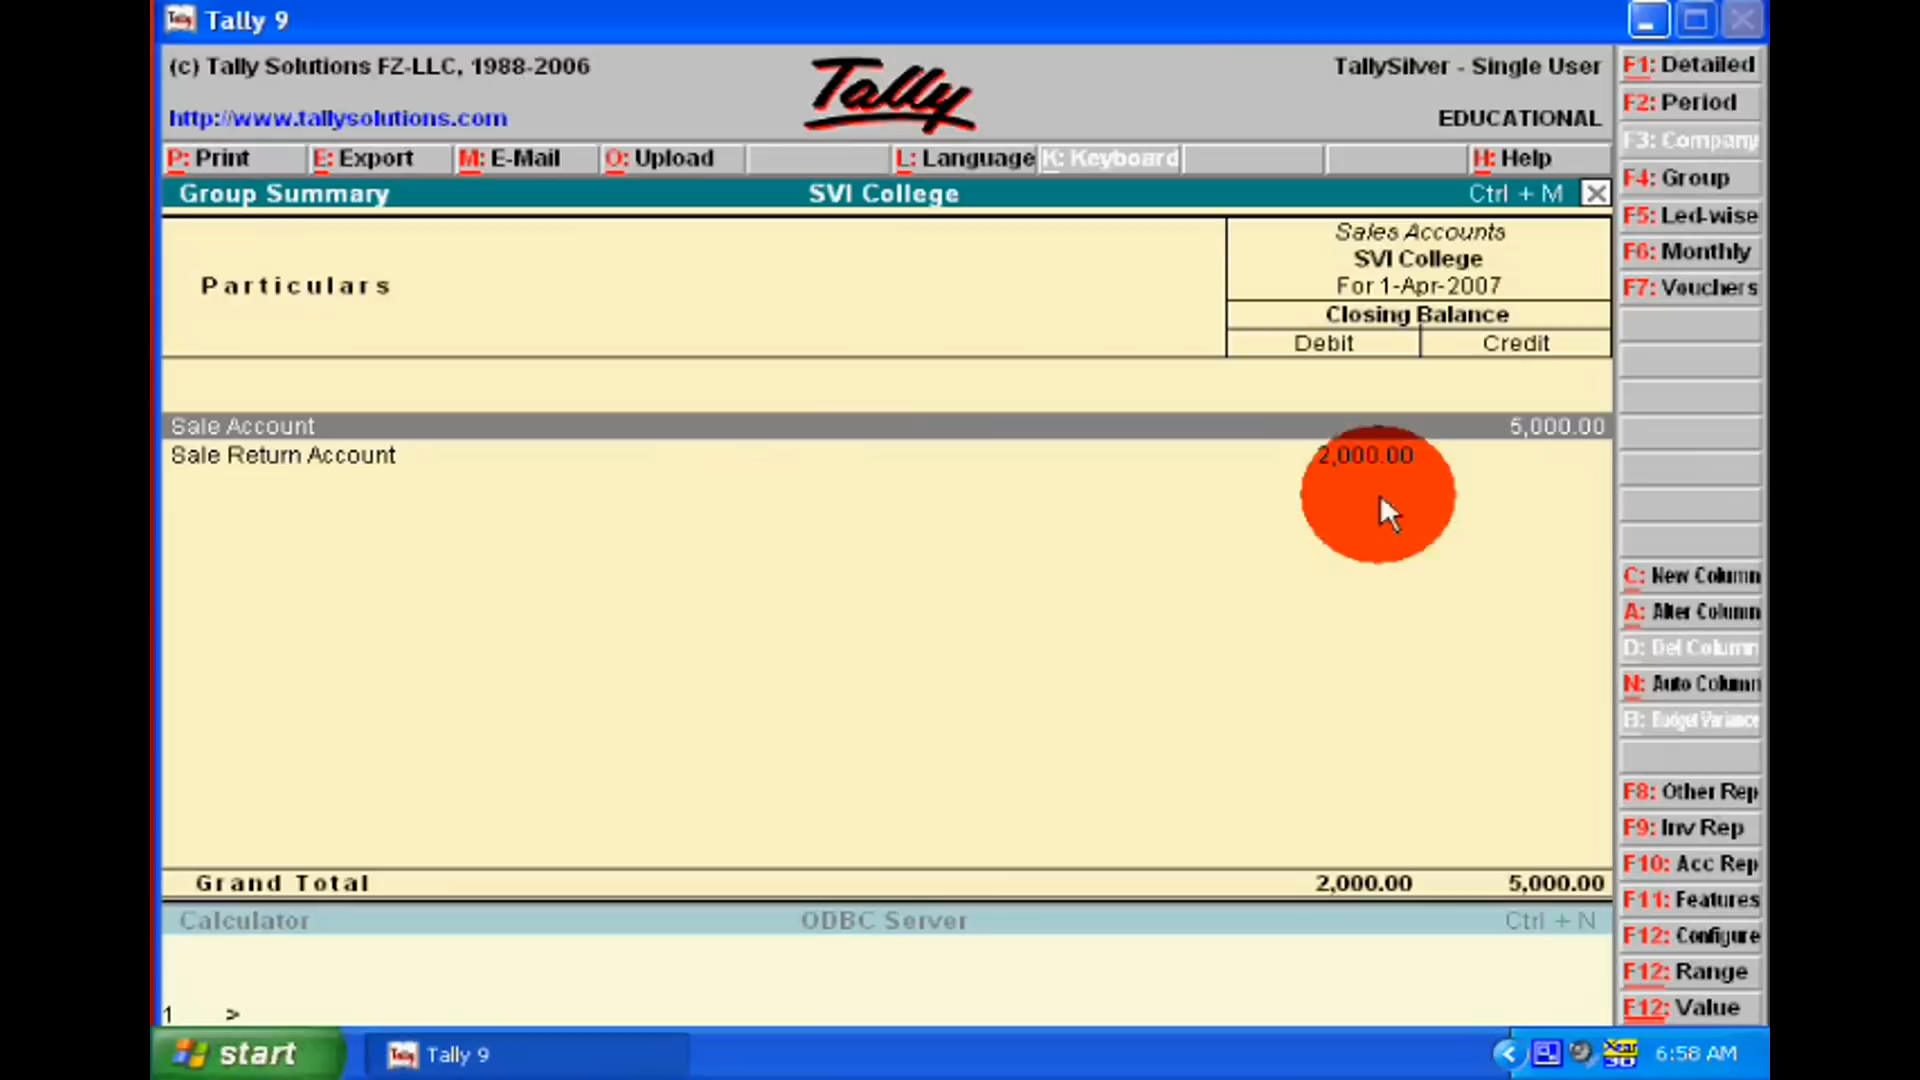 Tally 9
(c) Tally Solutions FZ-LLC, 1988-2006
Tally
TallySilver - Single User
http://www.tallysolutions.com
EDUCATIONAL
P: Print E: Export M: E-Mail O: Upload L: Language K: Keyboard H: Help
Group Summary SVI College Ctrl + M
Particulars
Sales Accounts
SVI College
For 1-Apr-2007
Closing Balance
Debit Credit
Sale Account 5,000.00
Sale Return Account 2,000.00
Grand Total 2,000.00 5,000.00
Calculator ODBC Server Ctrl + N
1 >
F1: Detailed
F2: Period
F3: Company
F4: Group
F5: Led-wise
F6: Monthly
F7: Vouchers
C: New Column
A: Alter Column
D: Del Column
N: Auto Column
B: Budget Variance
F8: Other Rep
F9: Inv Rep
F10: Acc Rep
F11: Features
F12: Configure
F12: Range
F12: Value
start Tally 9 6:58 AM